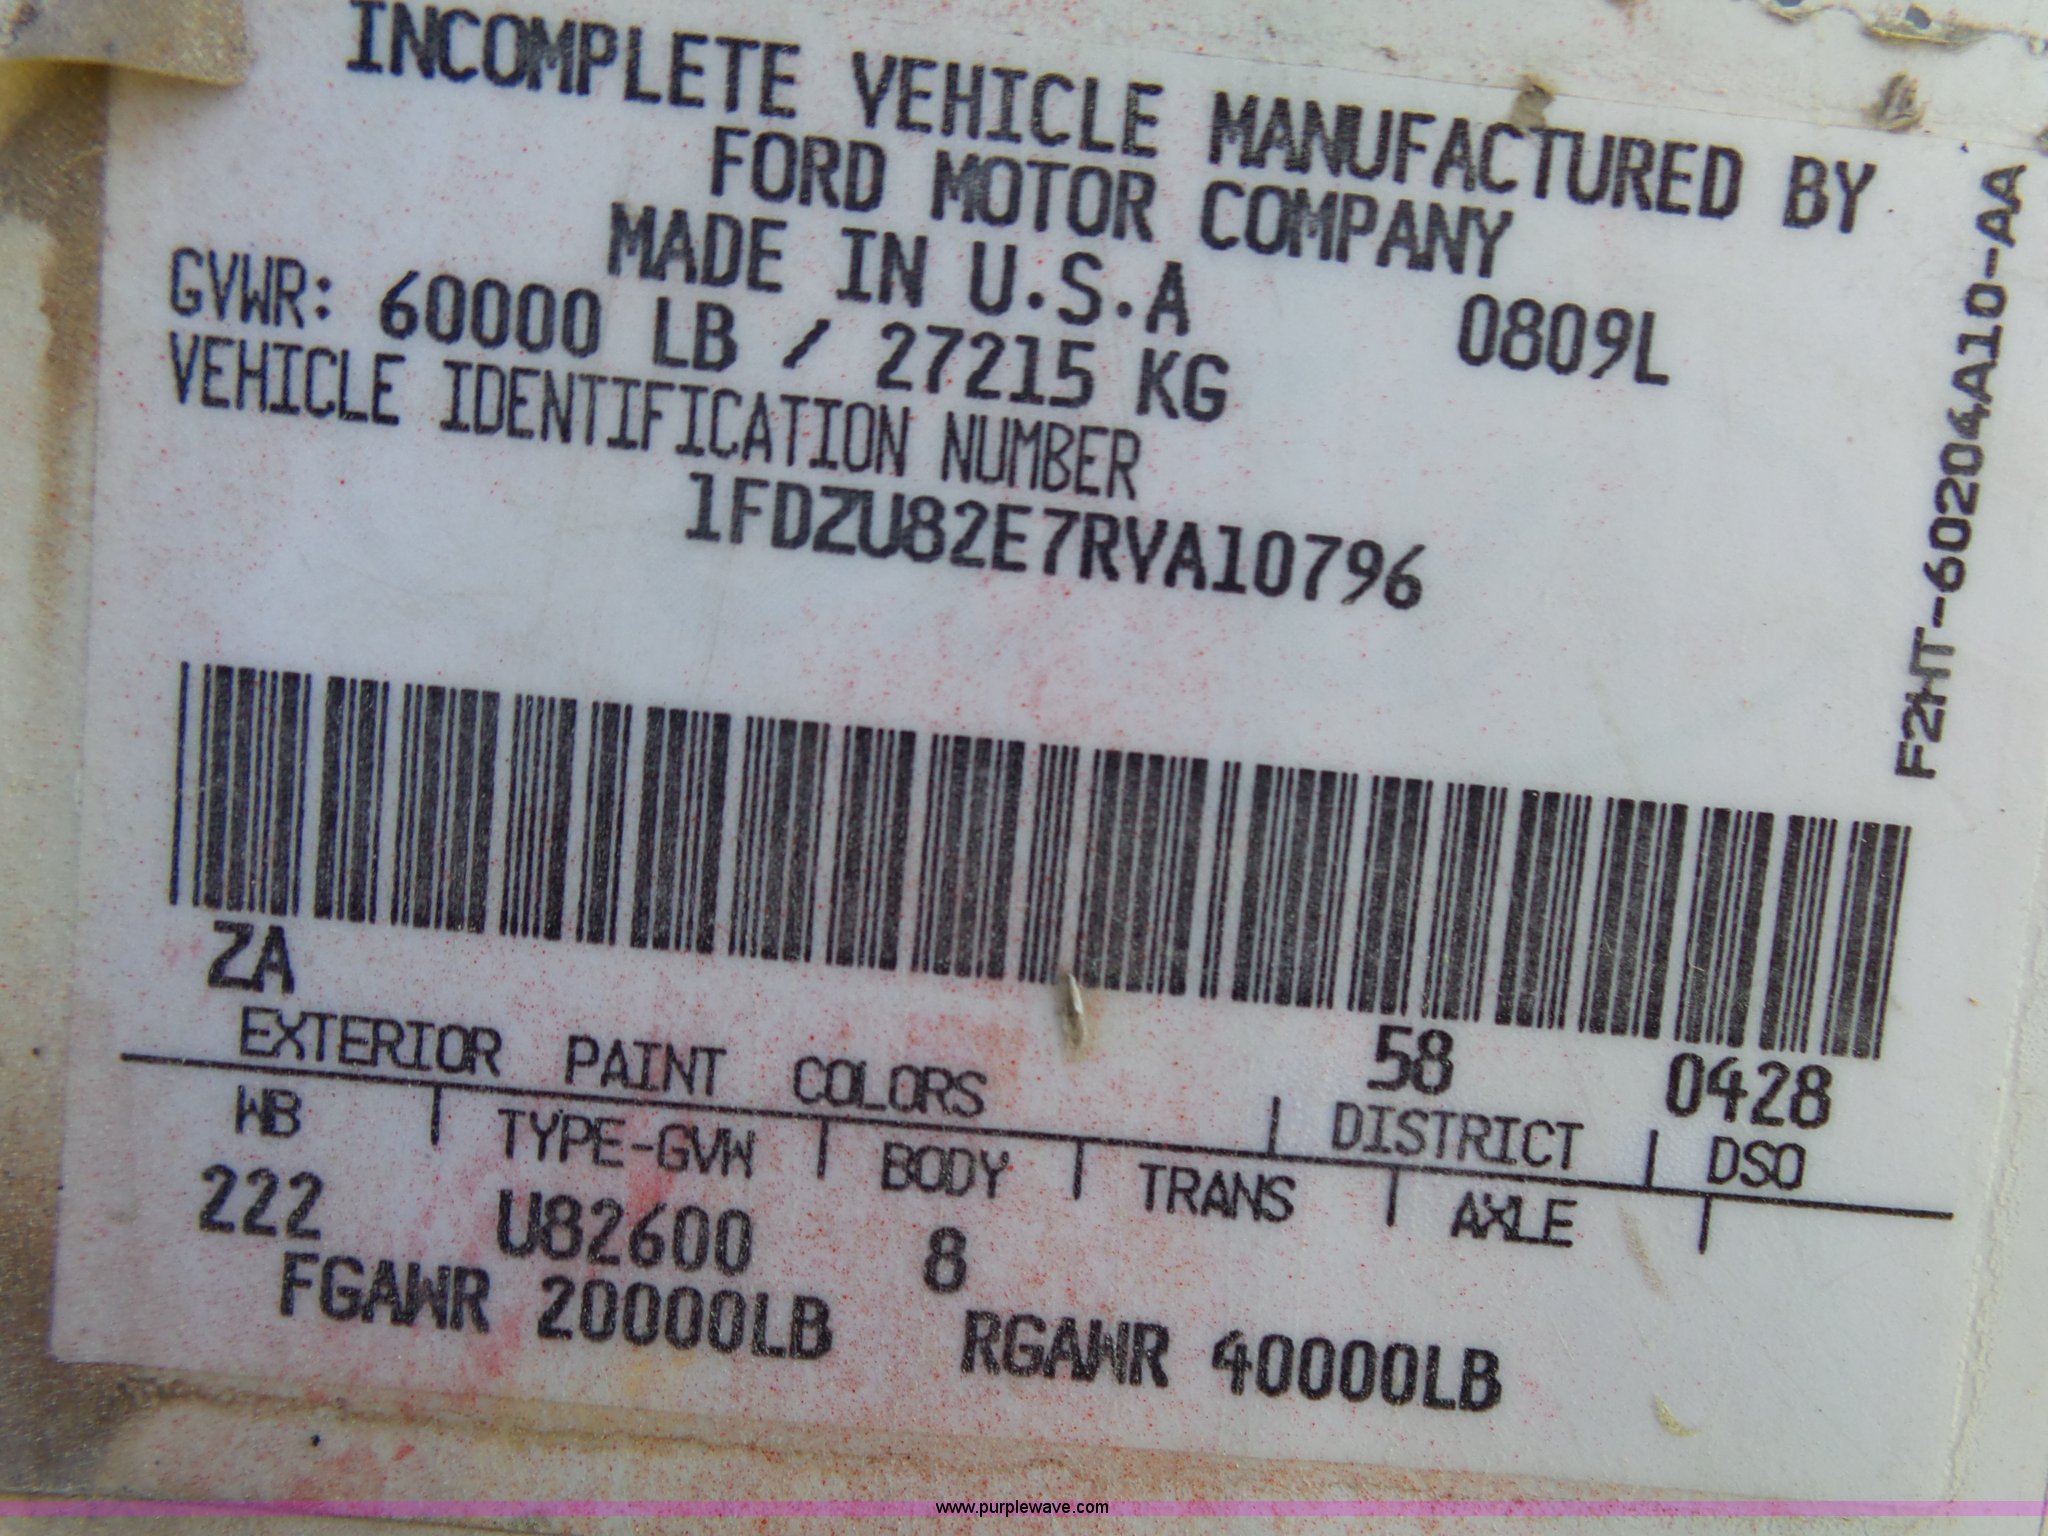 INCOMPLETE VEHICLE MANUFACTURED BY
FORD MOTOR COMPANY
MADE IN U.S.A
GVWR: 60000 LB / 27215 KG 0809L
VEHICLE IDENTIFICATION NUMBER
1FDZU82E7RVA10796
F2HT-60204A10-AA
ZA 58 0428
EXTERIOR PAINT COLORS DISTRICT DSO
WB TYPE-GVW BODY TRANS AXLE
222 U82600 8
FGAWR 20000LB RGAWR 40000LB
www.purplewave.com